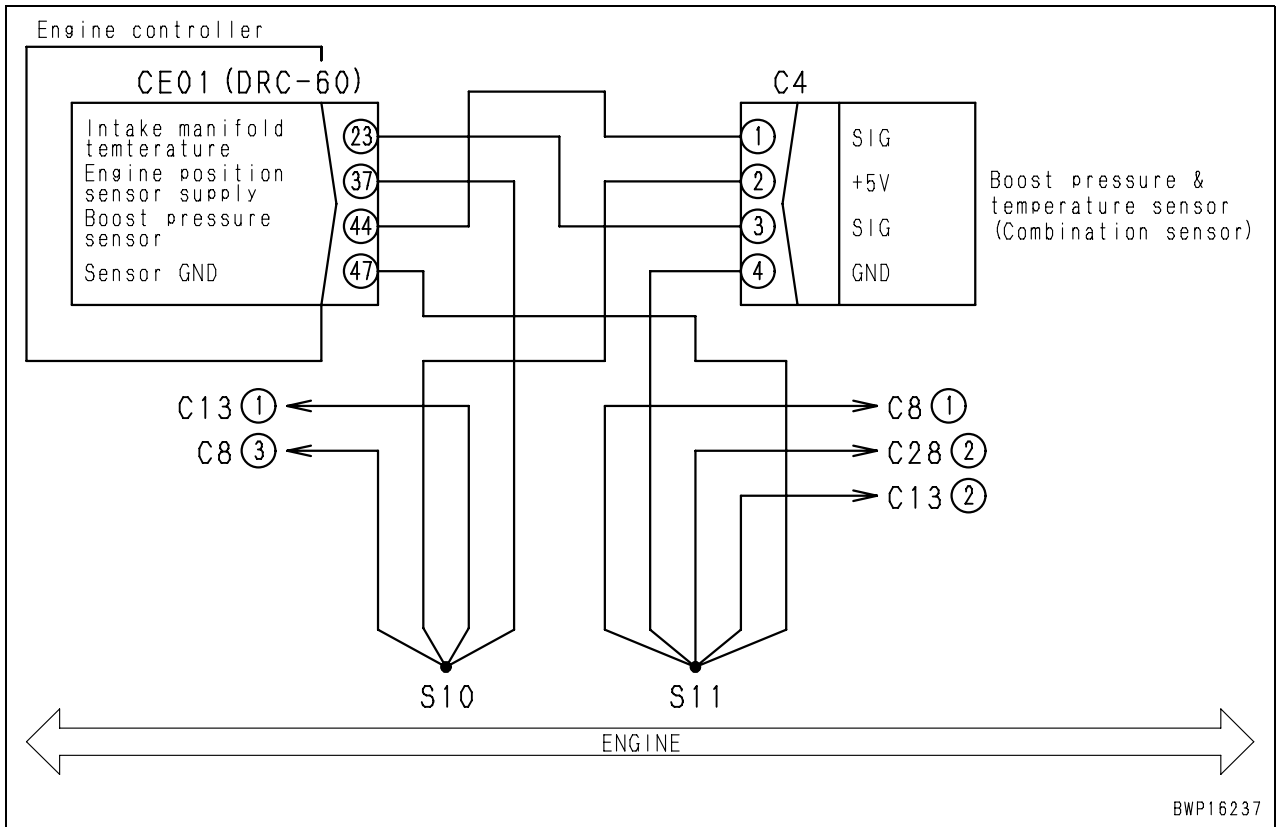 Engine controller
CE01(DRC-60)
Intake manifold
temterature
Engine position
sensor supply
Boost pressure
sensor
Sensor GND
23
37
44
47
C4
1
2
3
4
SIG
+5V
SIG
GND
Boost pressure &
temperature sensor
(Combination sensor)
C13 1
C8 3
C8 1
C28 2
C13 2
S10
S11
ENGINE
BWP16237